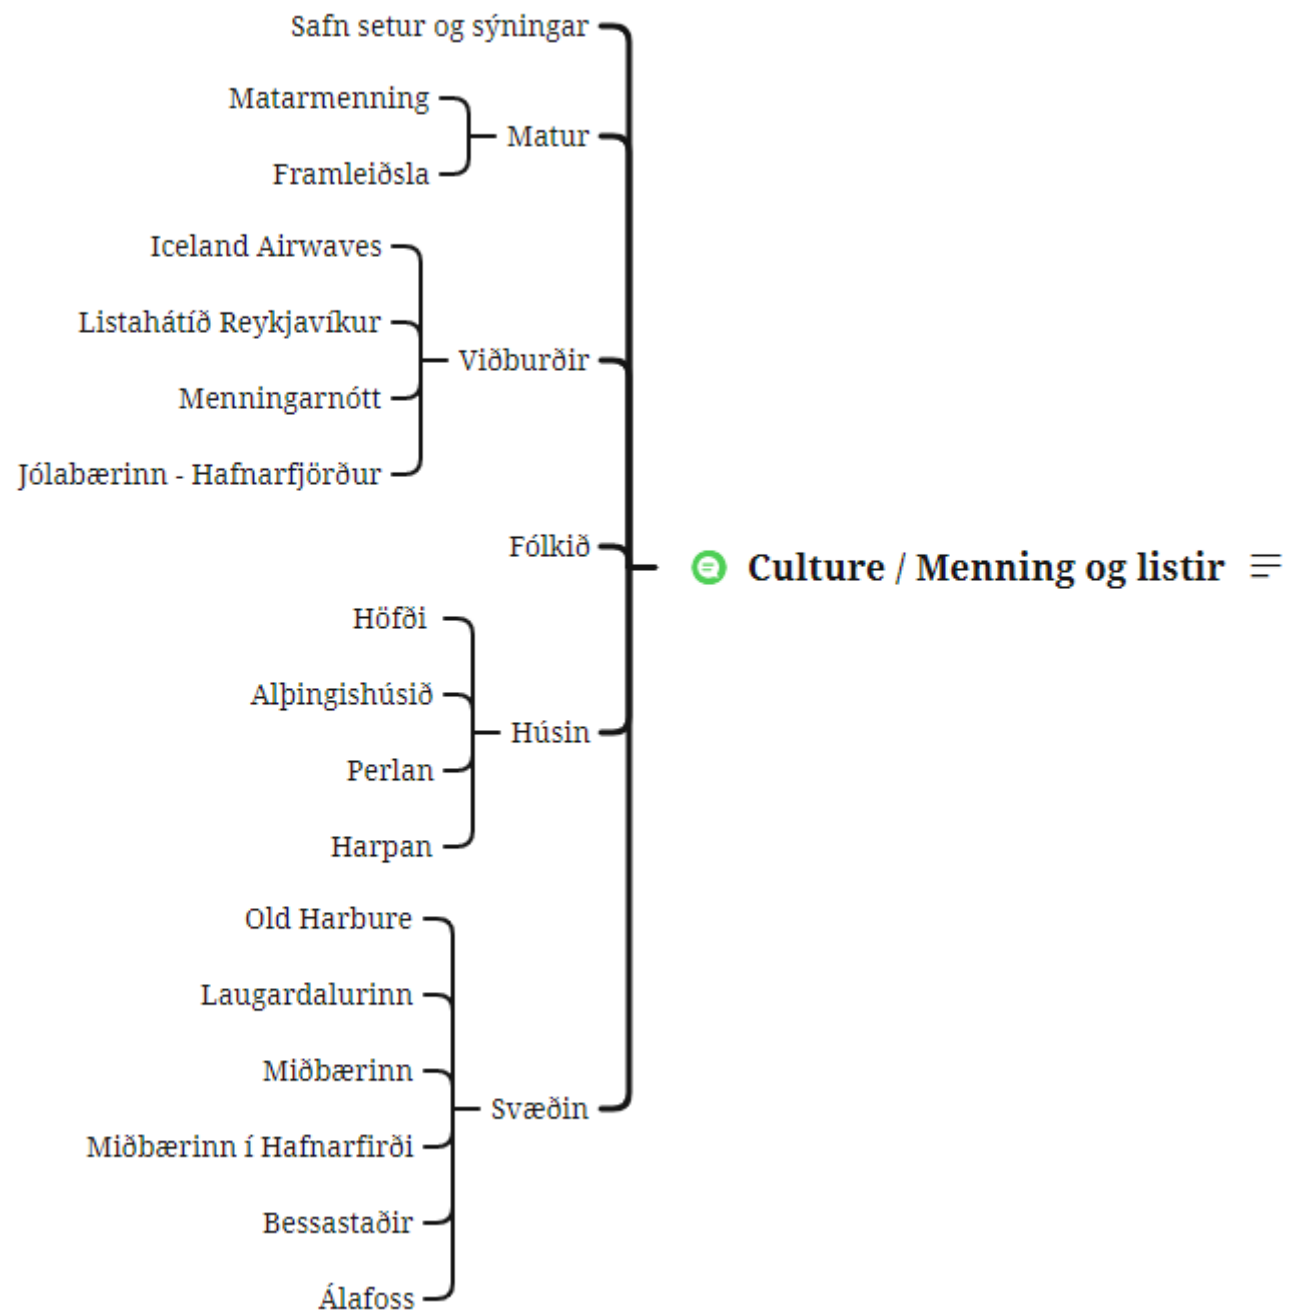 Safn setur og sýningar
Matarmenning
Matur
Framleiðsla
Iceland Airwaves
Listahátíð Reykjavíkur
Viðburðir
Menningarnótt
Jólabærinn - Hafnarfjörður
Fólkið
Culture / Menning og listir
Höfði
Alþingishúsið
Húsin
Perlan
Harpan
Old Harbure
Laugardalurinn
Miðbærinn
Svæðin
Miðbærinn í Hafnarfirði
Bessastaðir
Álafoss